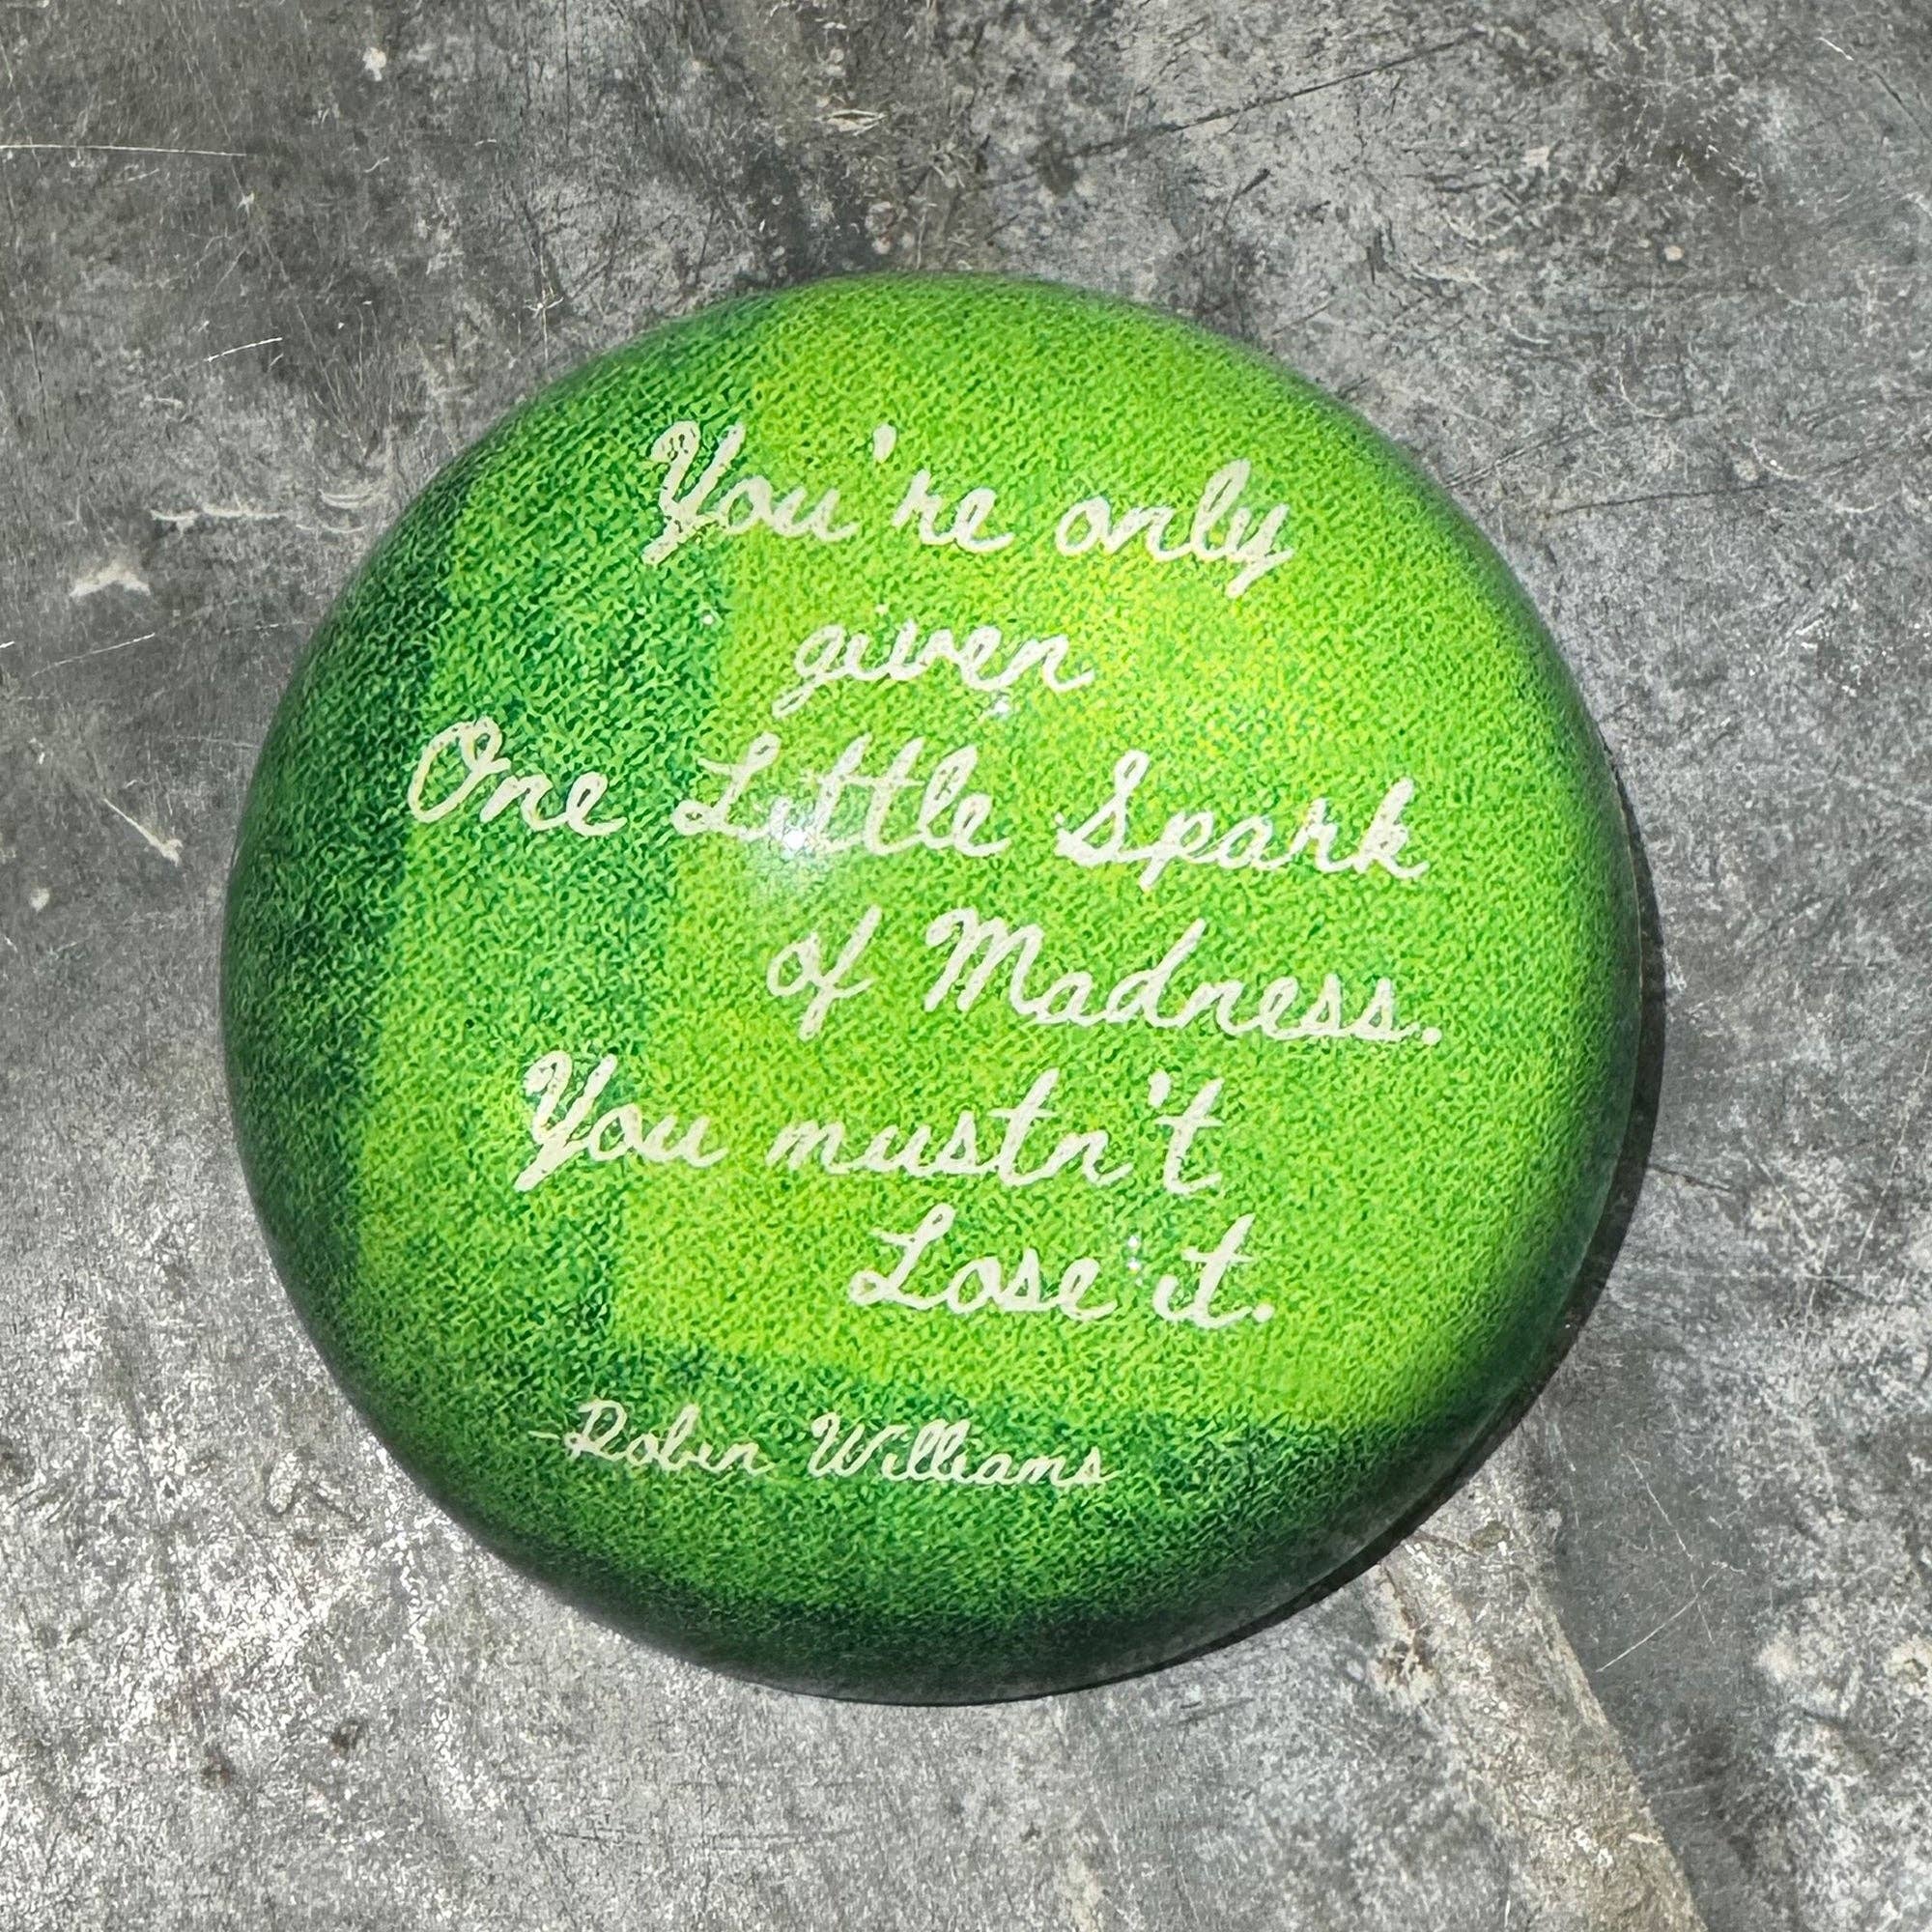 You're only
given
One Little Spark
of Madness.
You mustn't
Lose it.
-Robin Williams